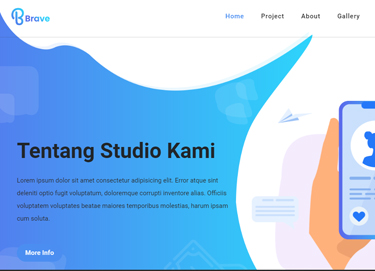 Brave
Home Project About Gallery
Tentang Studio Kami
Lorem ipsum dolor sit amet consectetur adipisicing elit. Error atque sint
deleniti optio fugit voluptatum, doloremque corrupti inventore alias. Officiis
voluptatem voluptates beatae maiores temporibus molestias, harum ipsam
cum soluta.
More Info